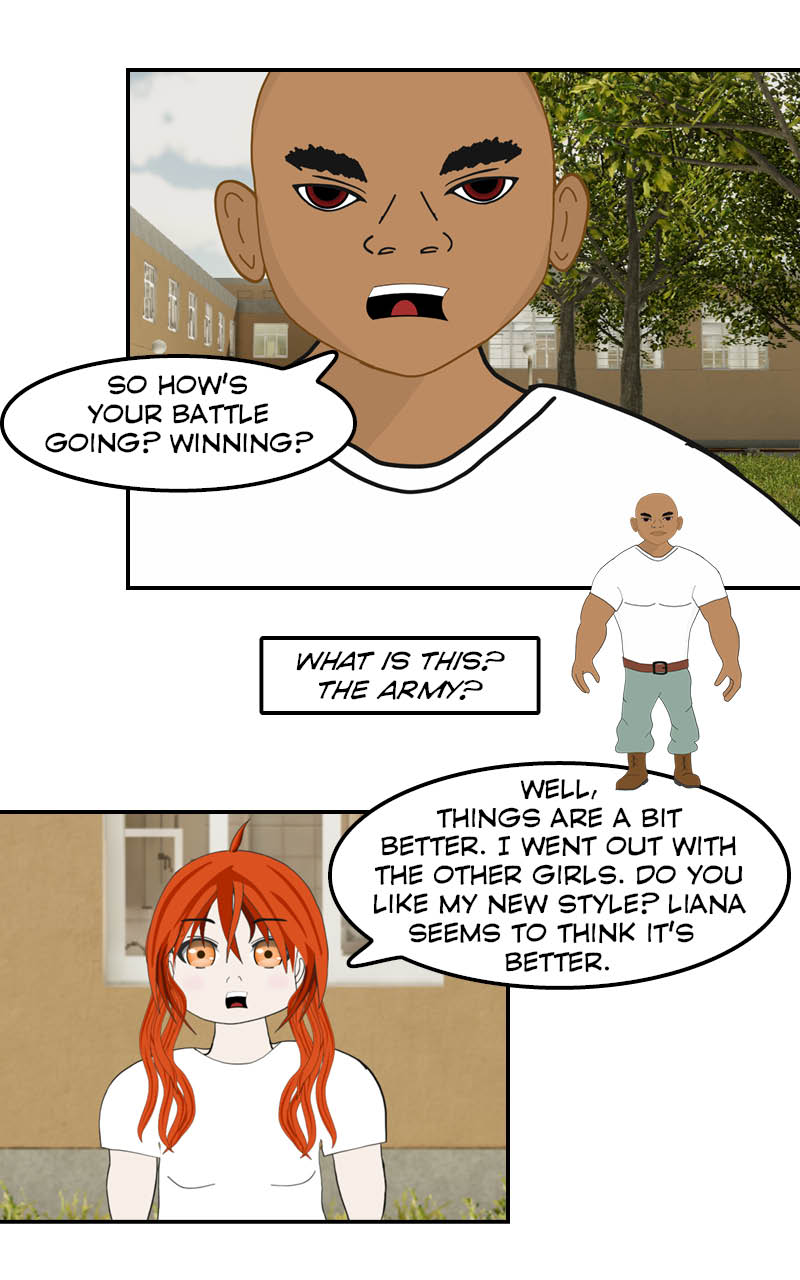 SO HOW'S
YOUR BATTLE
GOING? WINNING?
WHAT IS THIS?
THE ARMY?
WELL,
THINGS ARE A BIT
BETTER. I WENT OUT WITH
THE OTHER GIRLS. DO YOU
LIKE MY NEW STYLE? LIANA
SEEMS TO THINK IT'S
BETTER.